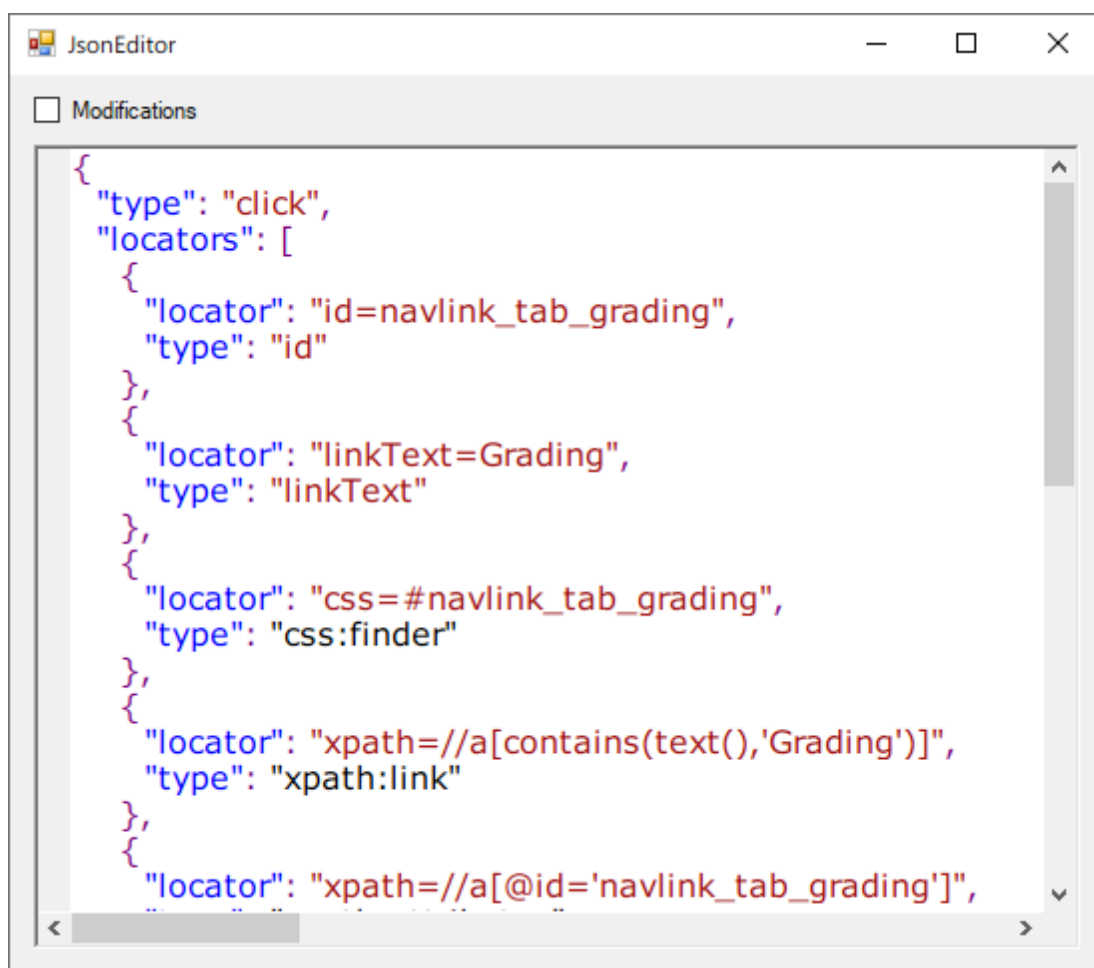 JsonEditor
Modifications
{
"type": "click",
"locators": [
{
"locator": "id=navlink_tab_grading",
"type": "id"
},
{
"locator": "linkText=Grading",
"type": "linkText"
},
{
"locator": "css=#navlink_tab_grading",
"type": "css:finder"
},
{
"locator": "xpath=//a[contains(text(),'Grading')]",
"type": "xpath:link"
},
{
"locator": "xpath=//a[@id='navlink_tab_grading']",